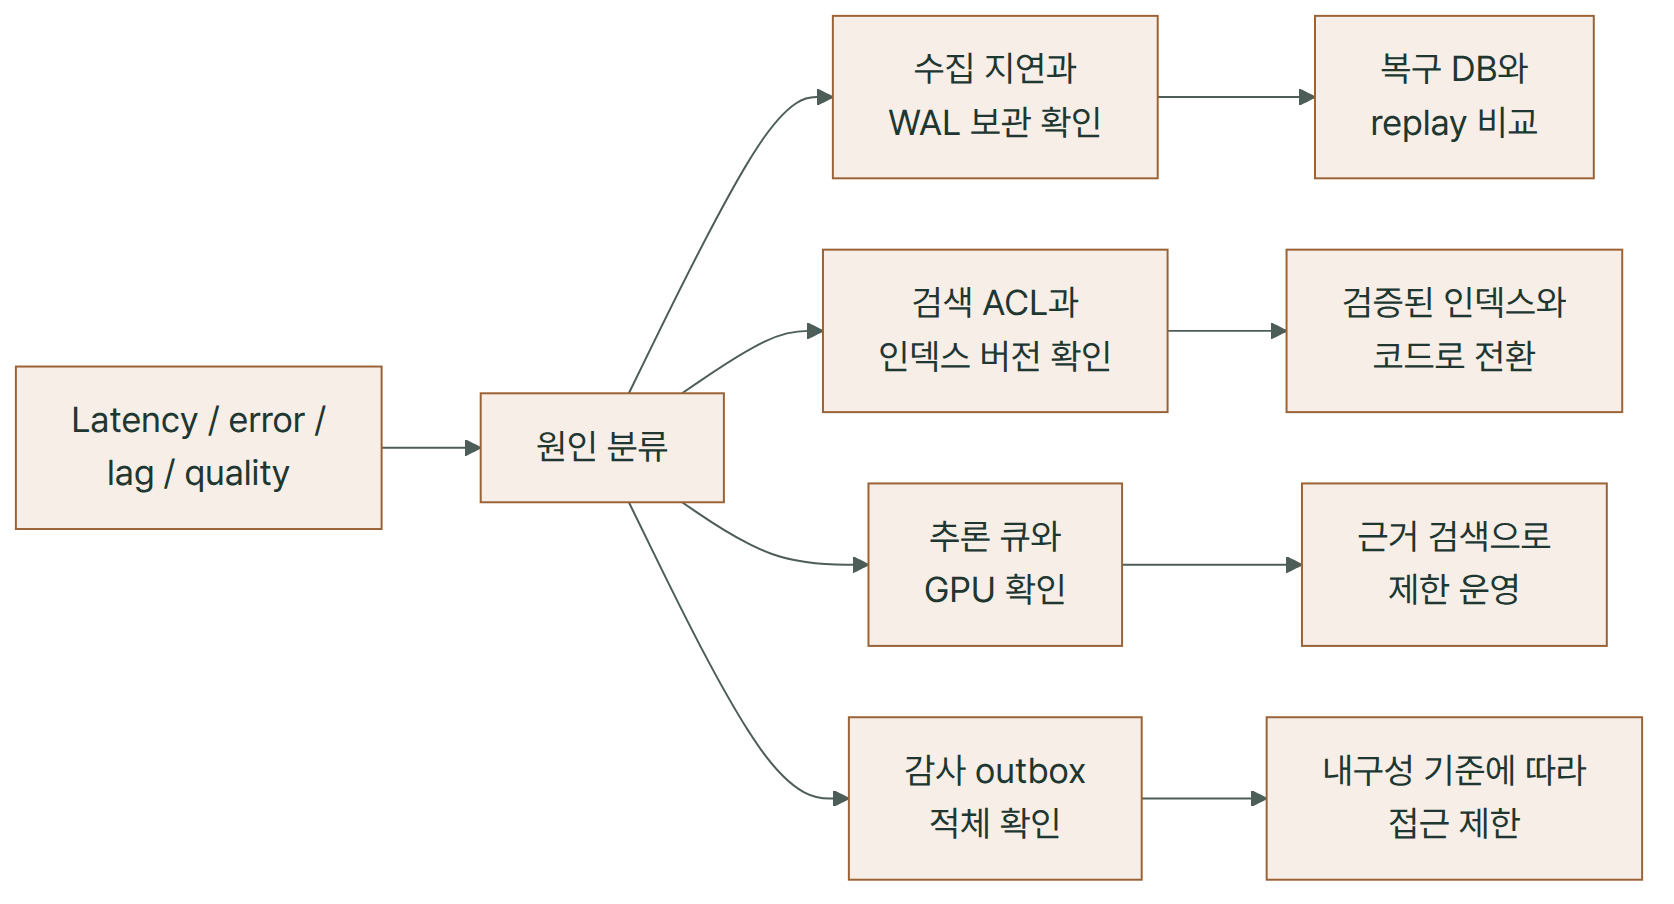 Latency / error /
lag / quality
원인 분류
수집 지연과
WAL 보관 확인
복구 DB와
replay 비교
검색 ACL과
인덱스 버전 확인
검증된 인덱스와
코드로 전환
추론 큐와
GPU 확인
근거 검색으로
제한 운영
감사 outbox
적체 확인
내구성 기준에 따라
접근 제한